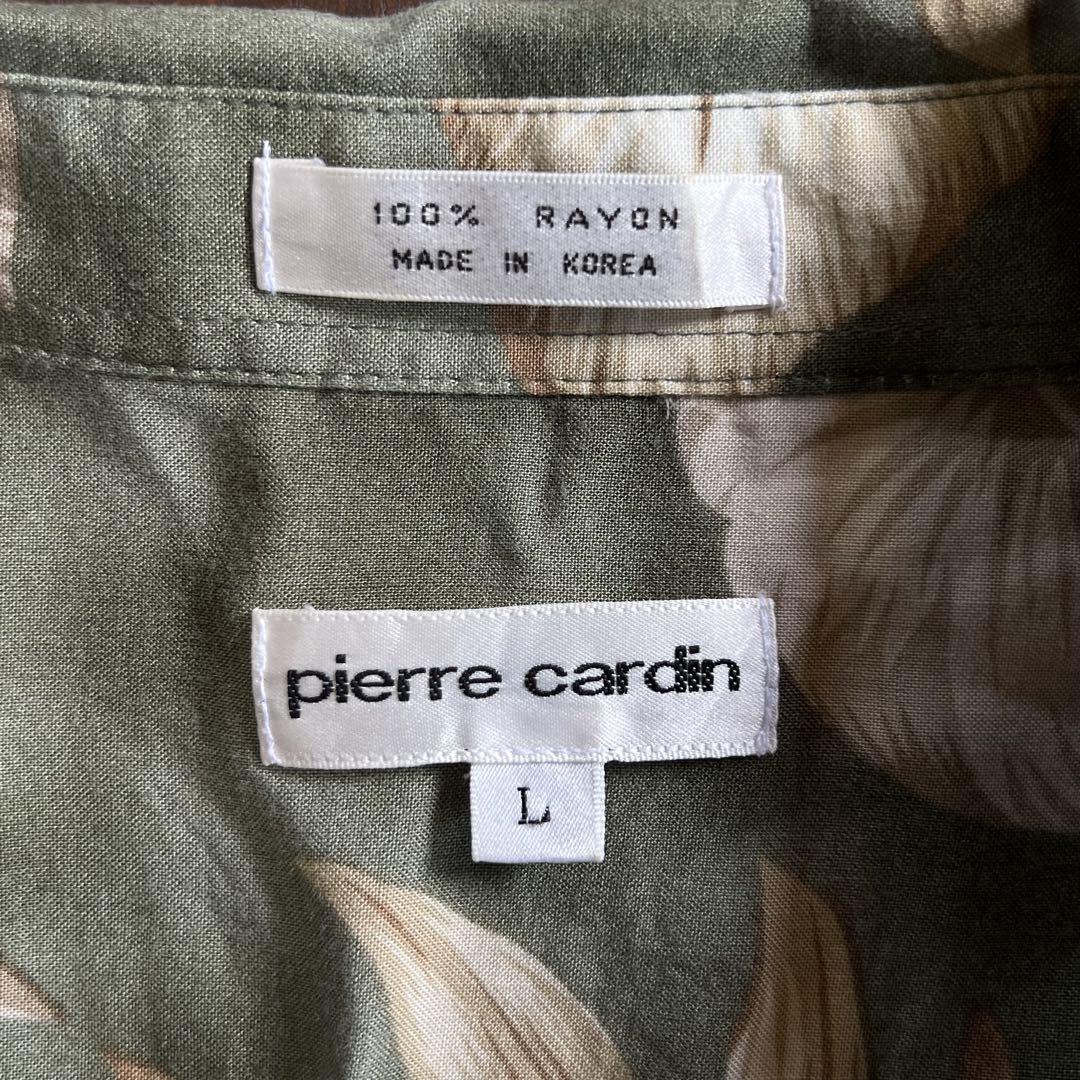 100% RAYON
MADE IN KOREA
pierre cardin
L